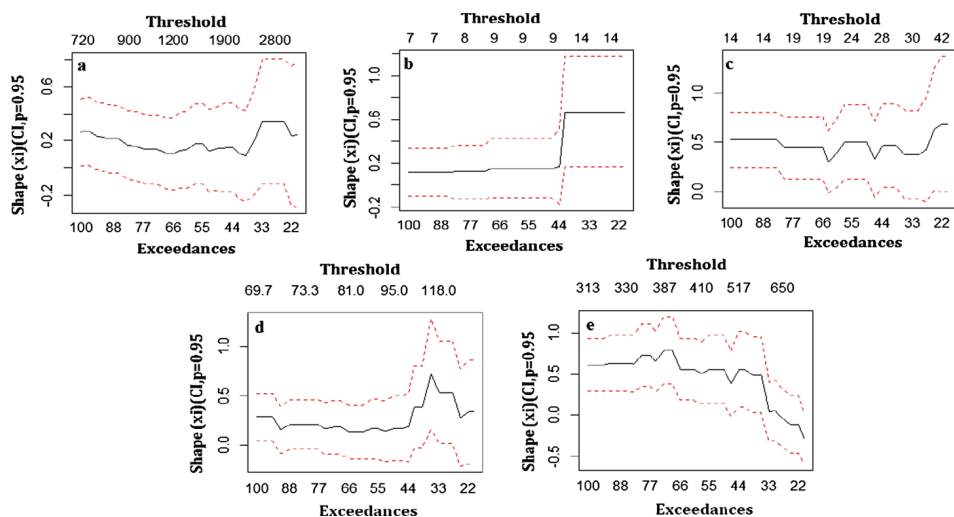 Threshold
720 900 1200 1900 2800
a
Shape (xi)(CI,p=0.95
0.6
0.2
-0.2
100 88 77 66 55 44 33 22
Exceedances
Threshold
7 7 8 9 9 9 14 14
b
Shape (xi)(CI,p=0.95
1.0
0.6
0.2
-0.2
100 88 77 66 55 44 33 22
Exceedances
Threshold
14 14 19 19 24 28 30 42
c
Shape (xi)(CI,p=0.95
1.0
0.5
0.0
100 88 77 66 55 44 33 22
Exceedances
Threshold
69.7 73.3 81.0 95.0 118.0
d
Shape (xi)(CI,p=0.95
1.0
0.5
0.0
100 88 77 66 55 44 33 22
Exceedances
Threshold
313 330 387 410 517 650
e
Shape (xi)(CI,p=0.95
1.0
0.5
0.0
-0.5
100 88 77 66 55 44 33 22
Exceedances